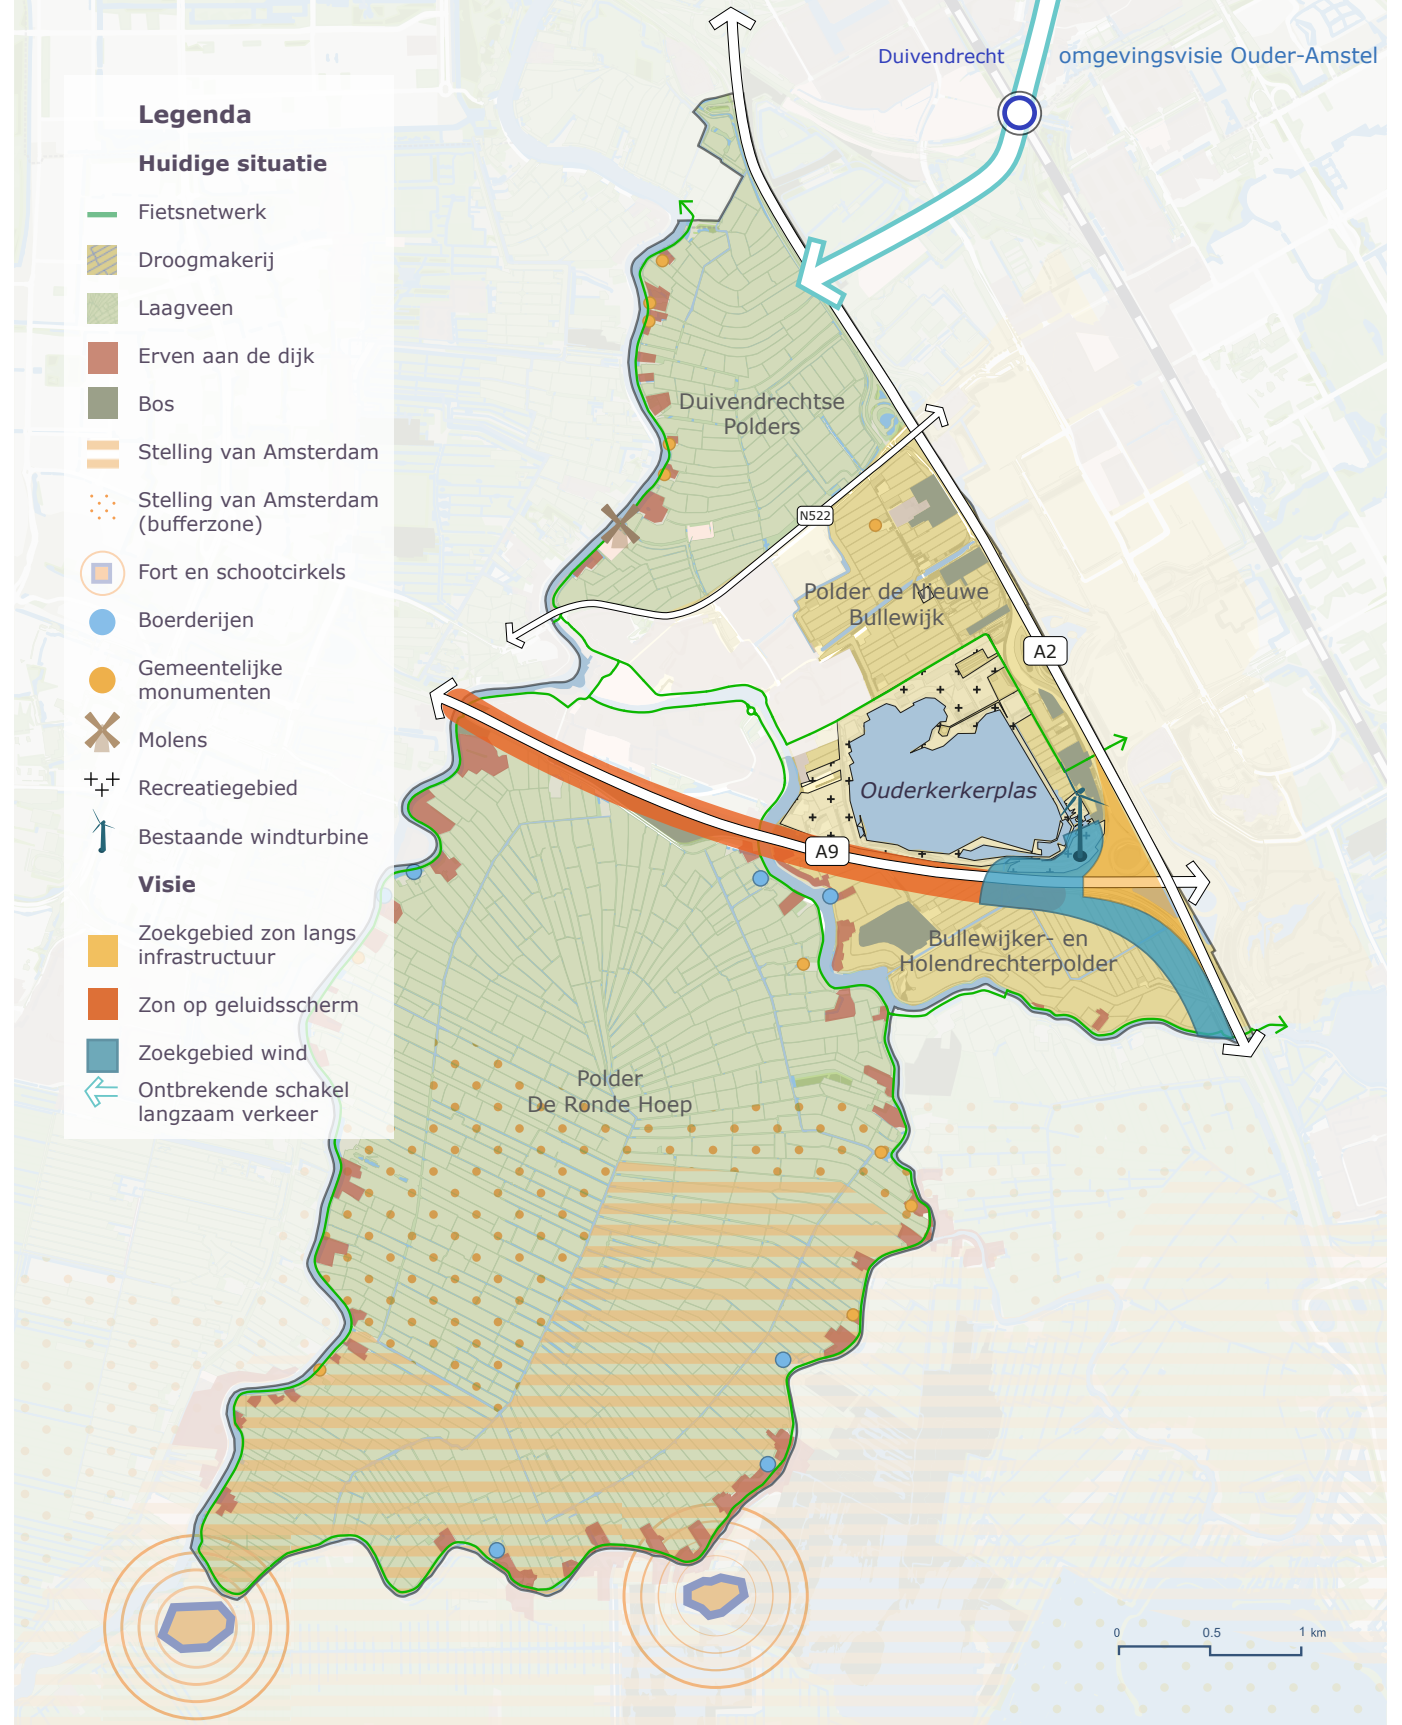 Duivendrecht
omgevingsvisie Ouder-Amstel
Legenda
Huidige situatie
Fietsnetwerk
Droogmakerij
Laagveen
Erven aan de dijk
Bos
Stelling van Amsterdam
Stelling van Amsterdam
(bufferzone)
Fort en schootcirkels
Boerderijen
Gemeentelijke
monumenten
Molens
Recreatiegebied
Bestaande windturbine
Visie
Zoekgebied zon langs
infrastructuur
Zon op geluidsscherm
Zoekgebied wind
Ontbrekende schakel
langzaam verkeer
Duivendrechtse
Polders
N522
Polder de Nieuwe
Bullewijk
A2
Ouderkerkerplas
A9
Bullewijker- en
Holendrechterpolder
Polder
De Ronde Hoep
0 0.5 1 km